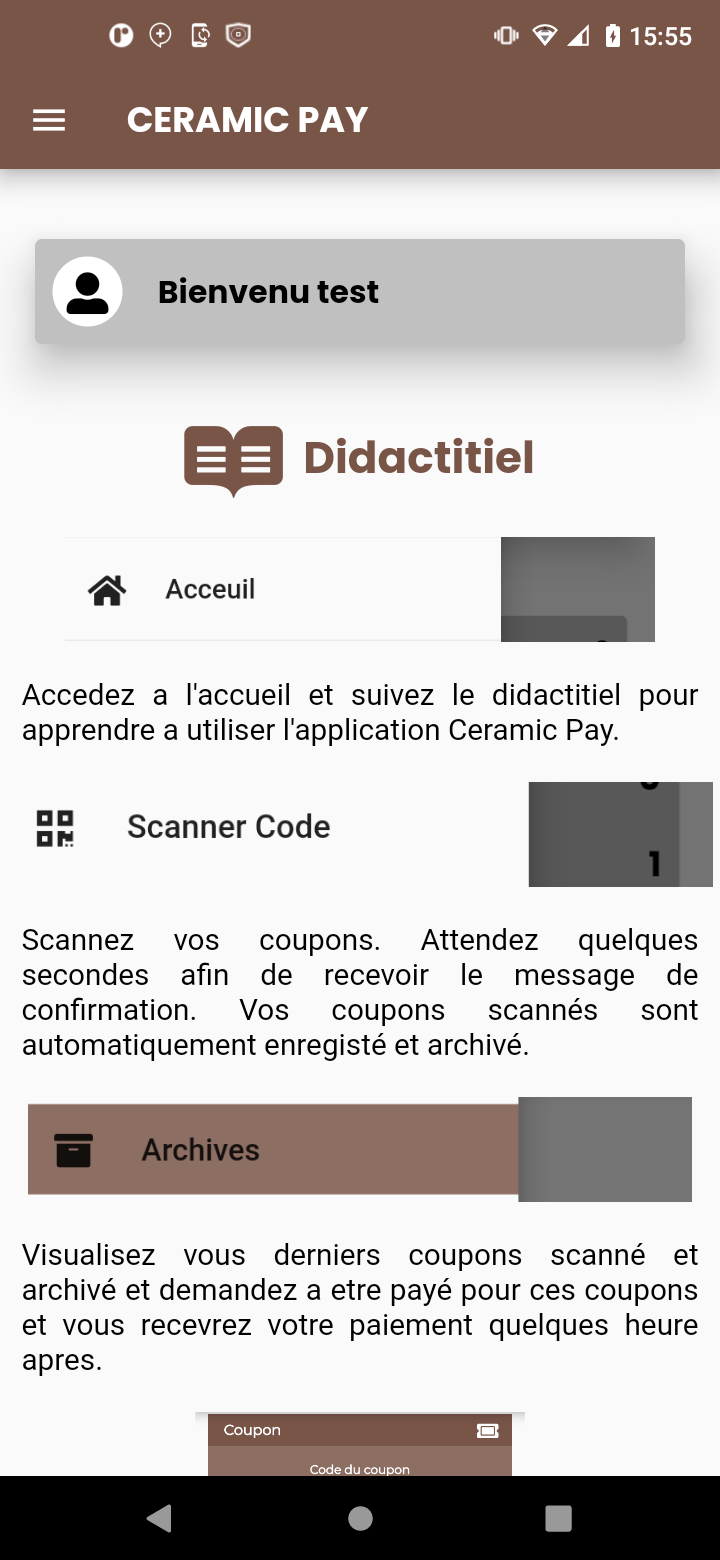 15:55
CERAMIC PAY
Bienvenu test
Didactitiel
Acceuil
Accedez a l'accueil et suivez le didactitiel pour
apprendre a utiliser l'application Ceramic Pay.
Scanner Code
1
Scannez vos coupons. Attendez quelques
secondes afin de recevoir le message de
confirmation. Vos coupons scannés sont
automatiquement enregisté et archivé.
Archives
Visualisez vous derniers coupons scanné et
archivé et demandez a etre payé pour ces coupons
et vous recevrez votre paiement quelques heure
apres.
Coupon
Code du coupon